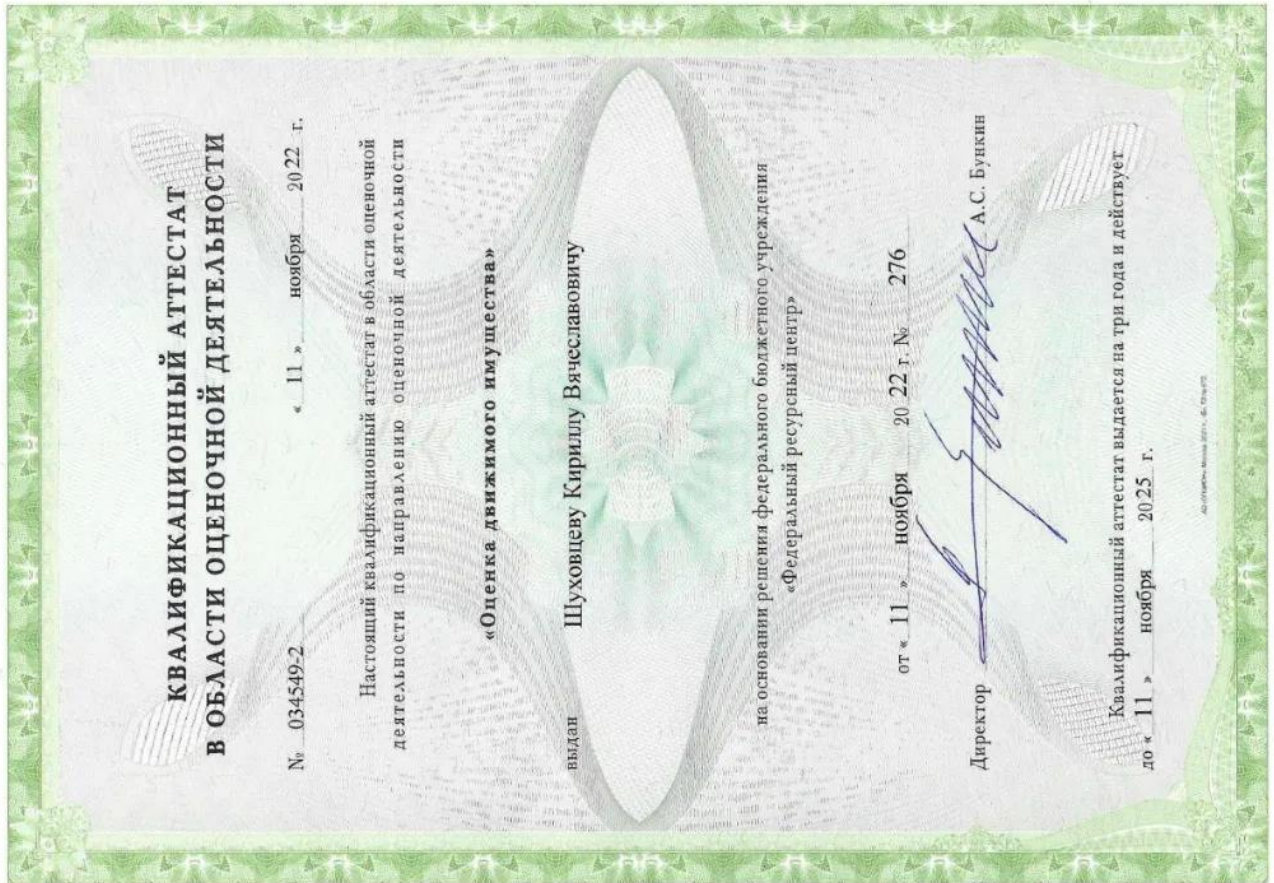 КВАЛИФИКАЦИОННЫЙ АТТЕСТАТ
В ОБЛАСТИ ОЦЕНОЧНОЙ ДЕЯТЕЛЬНОСТИ
№ 034549-2 « 11 » ноября 2022 г.
Настоящий квалификационный аттестат в области оценочной
деятельности по направлению оценочной деятельности
«Оценка движимого имущества»
выдан Шуховцеву Кириллу Вячеславовичу
на основании решения федерального бюджетного учреждения
«Федеральный ресурсный центр»
от « 11 » ноября 20 22 г. № 276
Директор А.С. Бункин
Квалификационный аттестат выдается на три года и действует
до « 11 » ноября 2025 г.